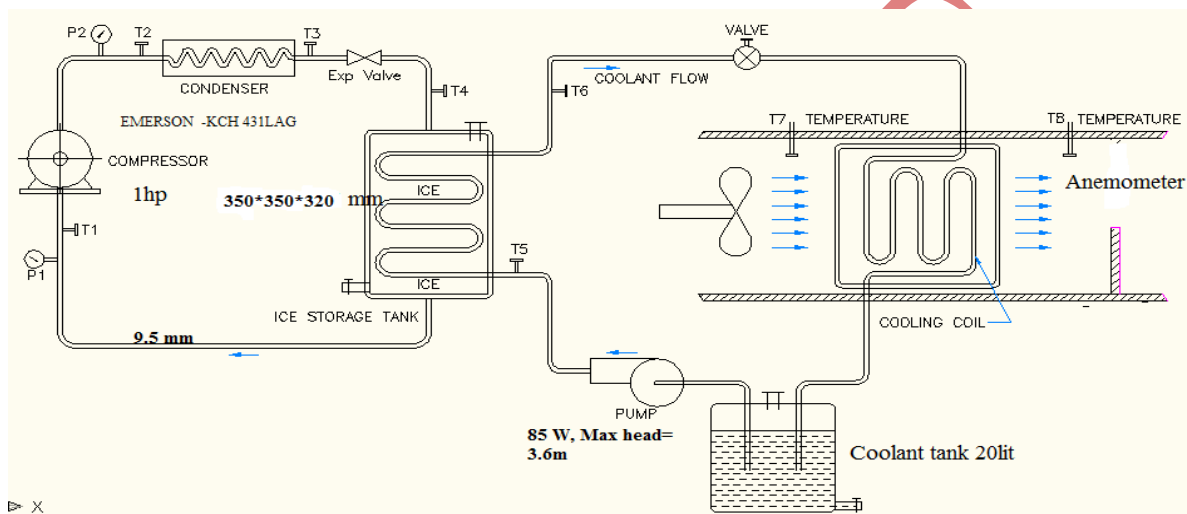 P2
T2
T3
VALVE
Exp Valve
COOLANT FLOW
CONDENSER
T4
T6
EMERSON -KCH 431LAG
T7 TEMPERATURE
T8 TEMPERATURE
COMPRESSOR
1hp
350*350*320 mm
ICE
Anemometer
T1
T5
P1
ICE
ICE STORAGE TANK
COOLING COIL
9.5 mm
PUMP
85 W, Max head=
3.6m
Coolant tank 20lit
X